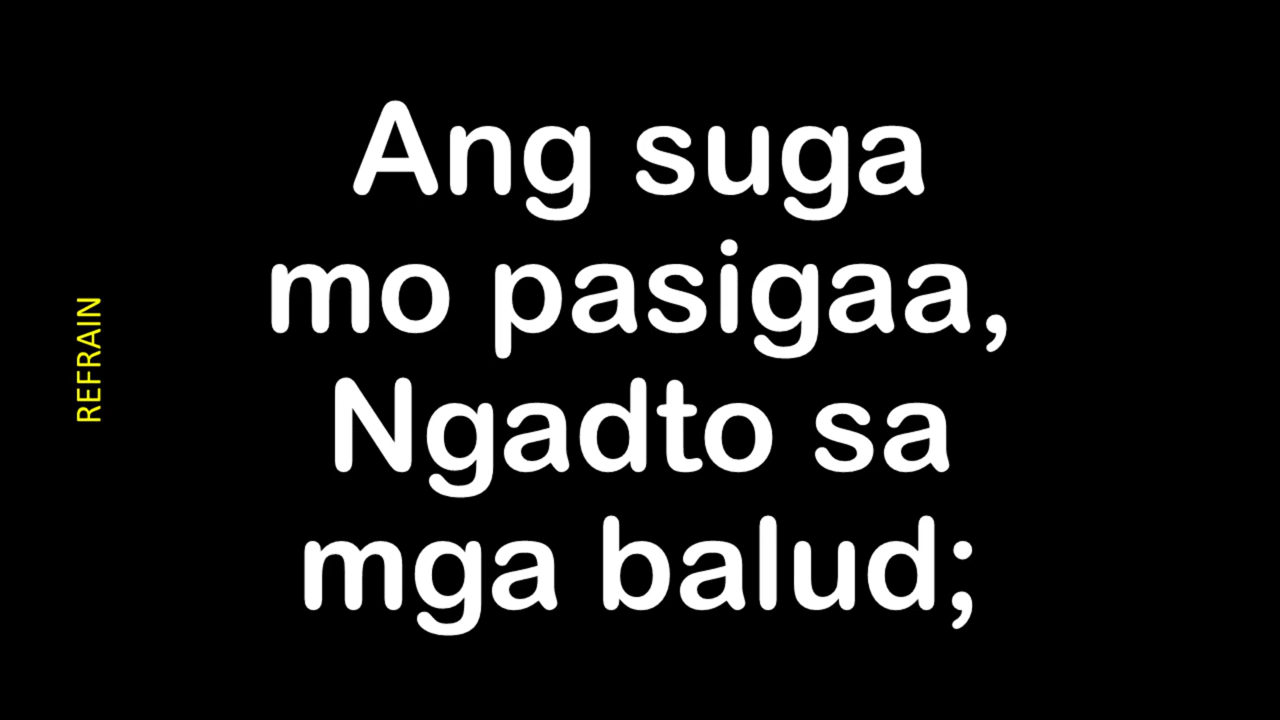 REFRAIN
Ang suga
mo pasigaa,
Ngadto sa
mga balud;